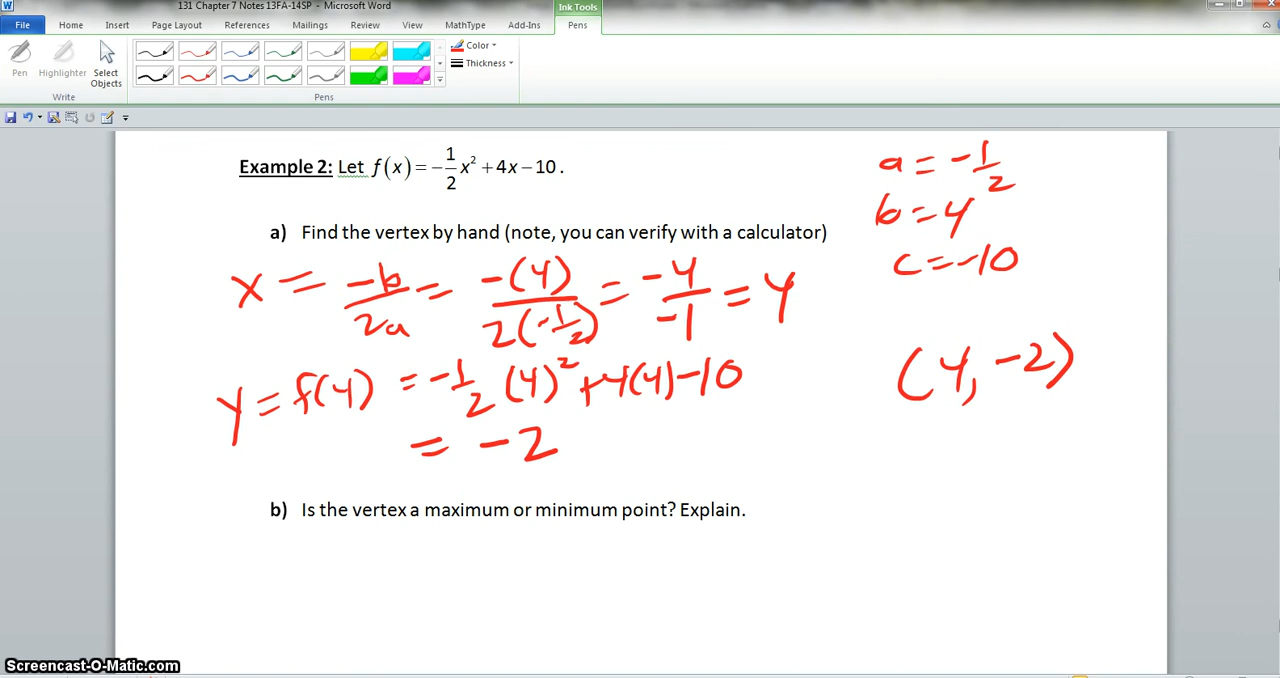 131 Chapter 7 Notes 13FA-14SP - Microsoft Word
Ink Tools
File Home Insert Page Layout References Mailings Review View MathType Add-Ins Pens
Pen Highlighter Select Objects
Color
Thickness
Write Pens
Example 2: Let f(x) = -1/2 x² + 4x - 10 .
a = -1/2
b = 4
c = -10
a) Find the vertex by hand (note, you can verify with a calculator)
x = -b/2a = -(4)/2(-1/2) = -4/-1 = 4
y = f(4) = -1/2 (4)² + 4(4) - 10
(4, -2)
= -2
b) Is the vertex a maximum or minimum point? Explain.
Screencast-O-Matic.com